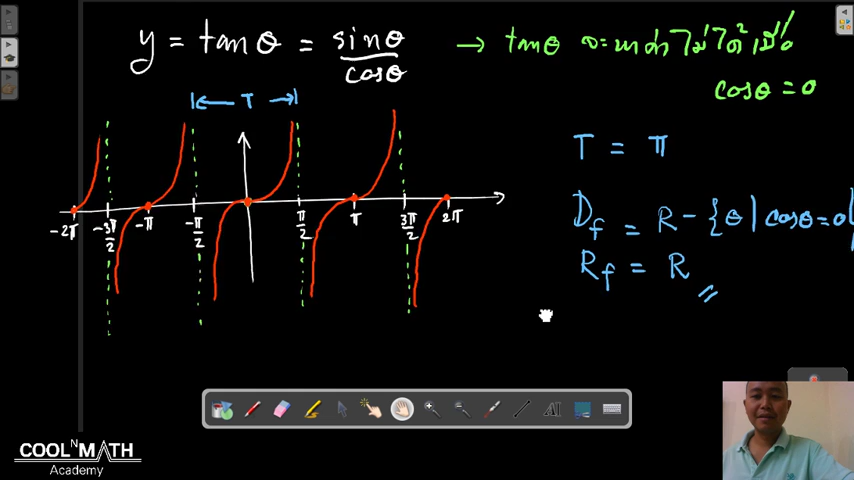 y = tanθ = sinθ/cosθ → tanθ จะหาค่าไม่ได้ เมื่อ
cosθ = 0
T
T = π
-2π -3π/2 -π -π/2 π/2 π 3π/2 2π
D_f = R - {θ | cosθ=0}
R_f = R
AI
COOL N MATH
Academy